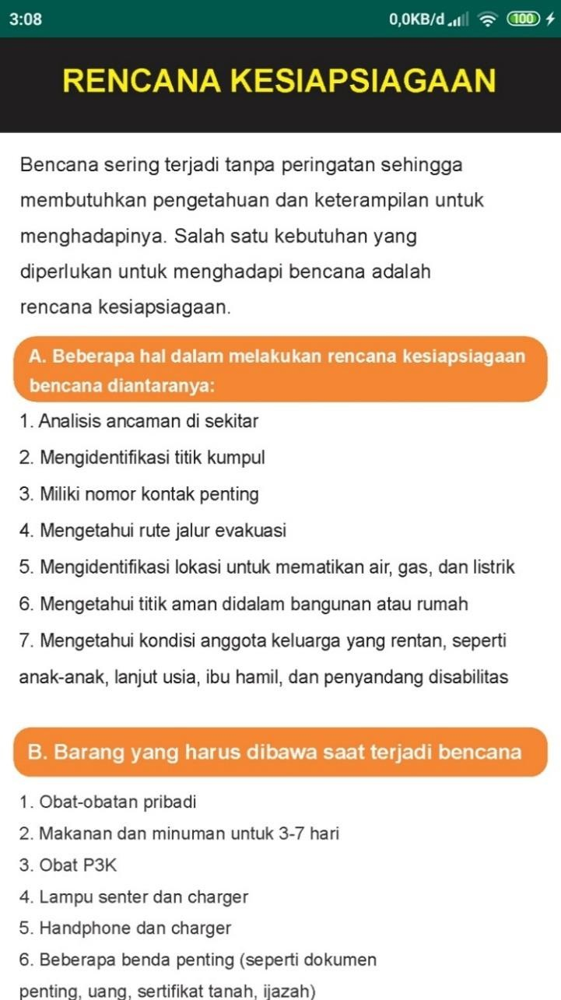 3:08
0,0KB/d
100
RENCANA KESIAPSIAGAAN
Bencana sering terjadi tanpa peringatan sehingga
membutuhkan pengetahuan dan keterampilan untuk
menghadapinya. Salah satu kebutuhan yang
diperlukan untuk menghadapi bencana adalah
rencana kesiapsiagaan.
A. Beberapa hal dalam melakukan rencana kesiapsiagaan
bencana diantaranya:
1. Analisis ancaman di sekitar
2. Mengidentifikasi titik kumpul
3. Miliki nomor kontak penting
4. Mengetahui rute jalur evakuasi
5. Mengidentifikasi lokasi untuk mematikan air, gas, dan listrik
6. Mengetahui titik aman didalam bangunan atau rumah
7. Mengetahui kondisi anggota keluarga yang rentan, seperti
anak-anak, lanjut usia, ibu hamil, dan penyandang disabilitas
B. Barang yang harus dibawa saat terjadi bencana
1. Obat-obatan pribadi
2. Makanan dan minuman untuk 3-7 hari
3. Obat P3K
4. Lampu senter dan charger
5. Handphone dan charger
6. Beberapa benda penting (seperti dokumen
penting, uang, sertifikat tanah, ijazah)